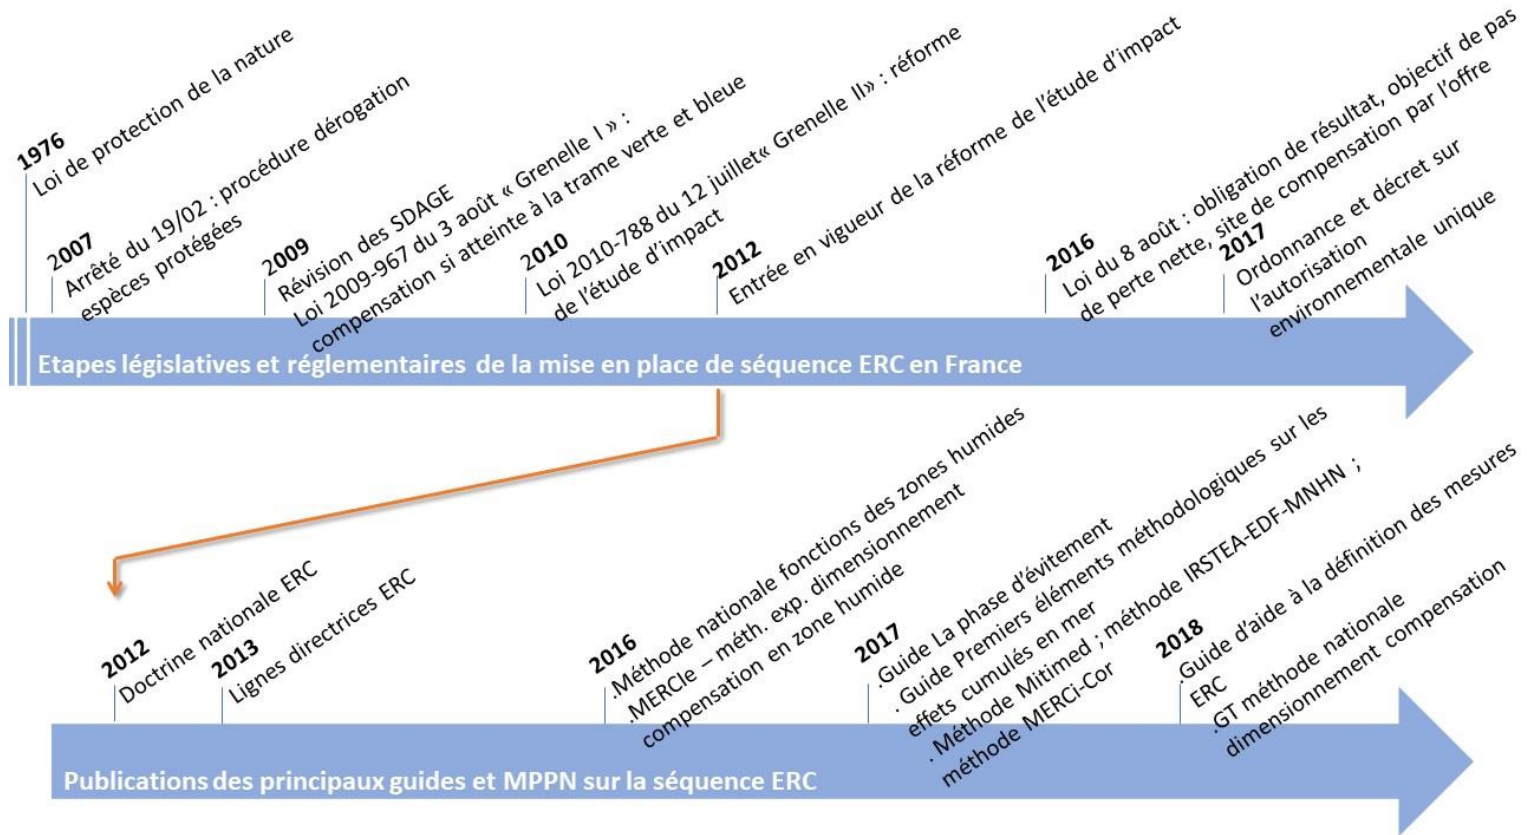 1976
Loi de protection de la nature
2007
Arrêté du 19/02 : procédure dérogation
espèces protégées
2009
Révision des SDAGE
Loi 2009-967 du 3 août « Grenelle I » :
compensation si atteinte à la trame verte et bleue
2010
Loi 2010-788 du 12 juillet« Grenelle II» : réforme
de l'étude d'impact
2012
Entrée en vigueur de la réforme de l'étude d'impact
2016
Loi du 8 août : obligation de résultat, objectif de pas
de perte nette, site de compensation par l'offre
2017
Ordonnance et décret sur
l'autorisation
environnementale unique
Etapes législatives et réglementaires de la mise en place de séquence ERC en France
2012
Doctrine nationale ERC
2013
Lignes directrices ERC
2016
.Méthode nationale fonctions des zones humides
.MERCIe – méth. exp. dimensionnement
compensation en zone humide
2017
.Guide La phase d'évitement
. Guide Premiers éléments méthodologiques sur les
effets cumulés en mer
. Méthode Mitimed ; méthode IRSTEA-EDF-MNHN ;
méthode MERCi-Cor
2018
.Guide d'aide à la définition des mesures
ERC
.GT méthode nationale
dimensionnement compensation
Publications des principaux guides et MPPN sur la séquence ERC